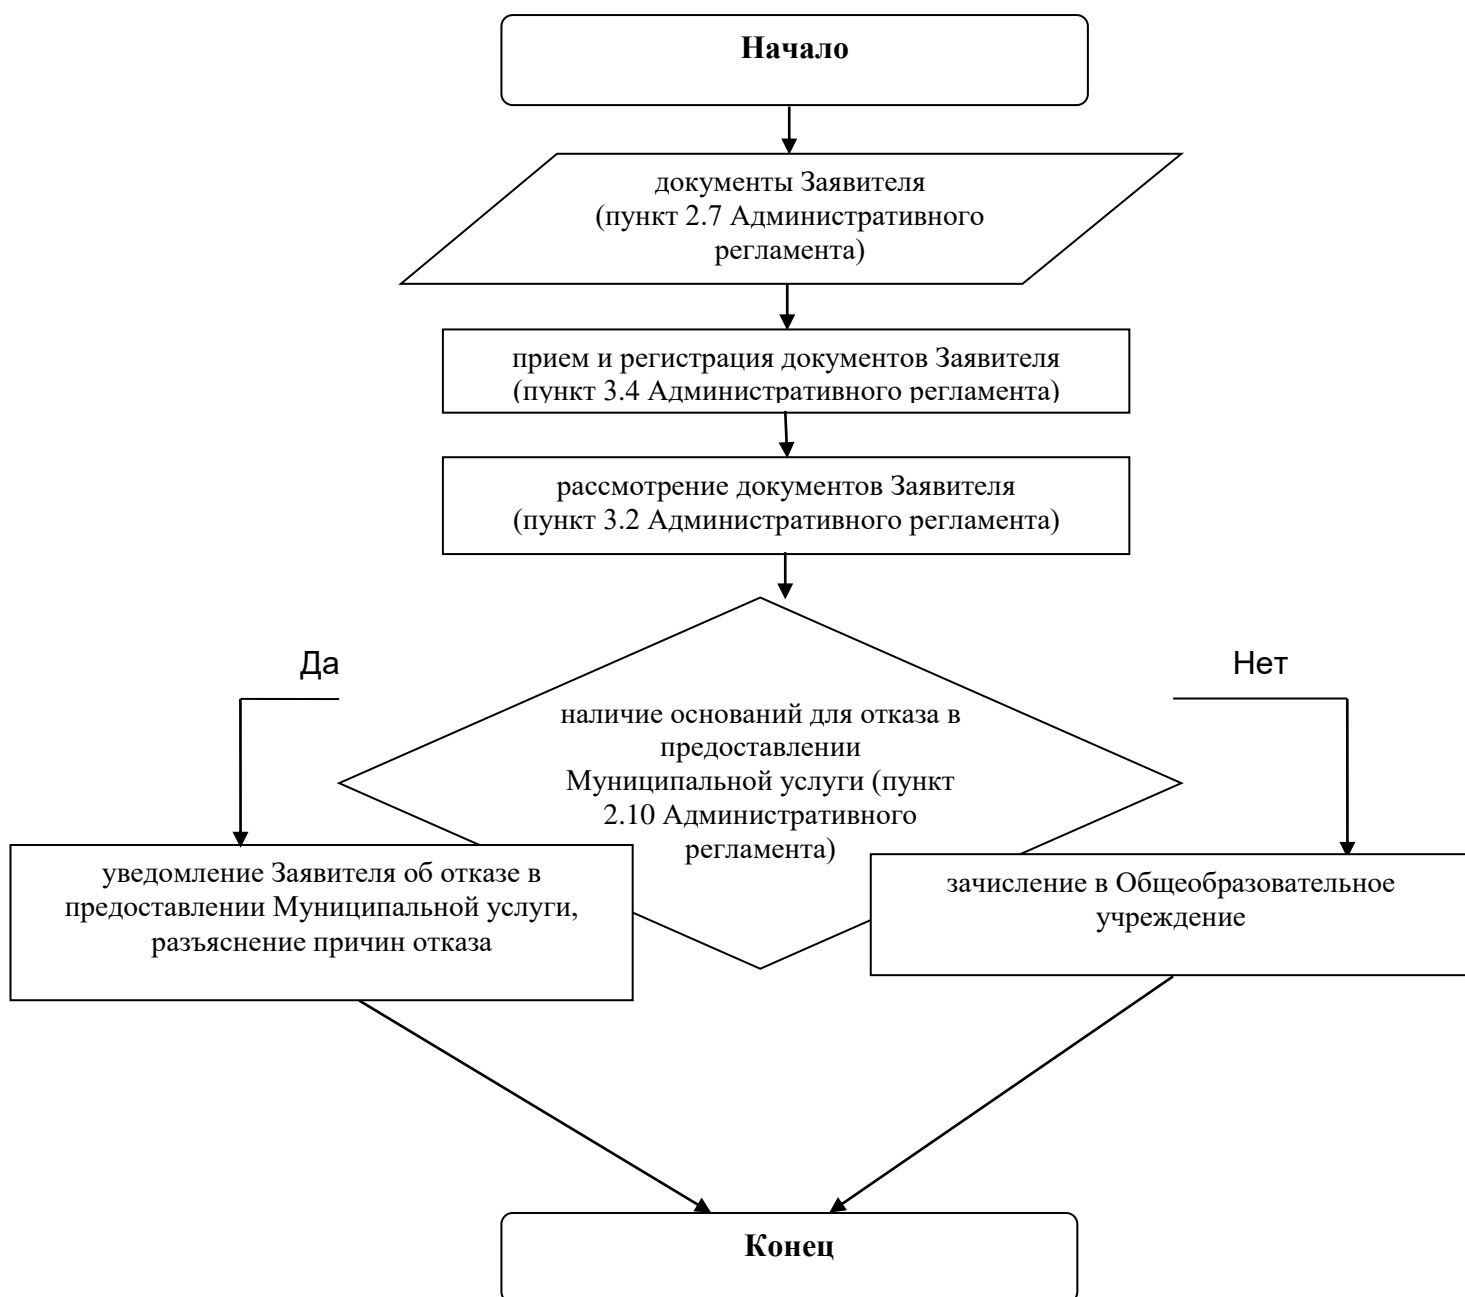 Начало
документы Заявителя
(пункт 2.7 Административного
регламента)
прием и регистрация документов Заявителя
(пункт 3.4 Административного регламента)
рассмотрение документов Заявителя
(пункт 3.2 Административного регламента)
Да
Нет
наличие оснований для отказа в
предоставлении
Муниципальной услуги (пункт
2.10 Административного
регламента)
уведомление Заявителя об отказе в
предоставлении Муниципальной услуги,
разъяснение причин отказа
зачисление в Общеобразовательное
учреждение
Конец